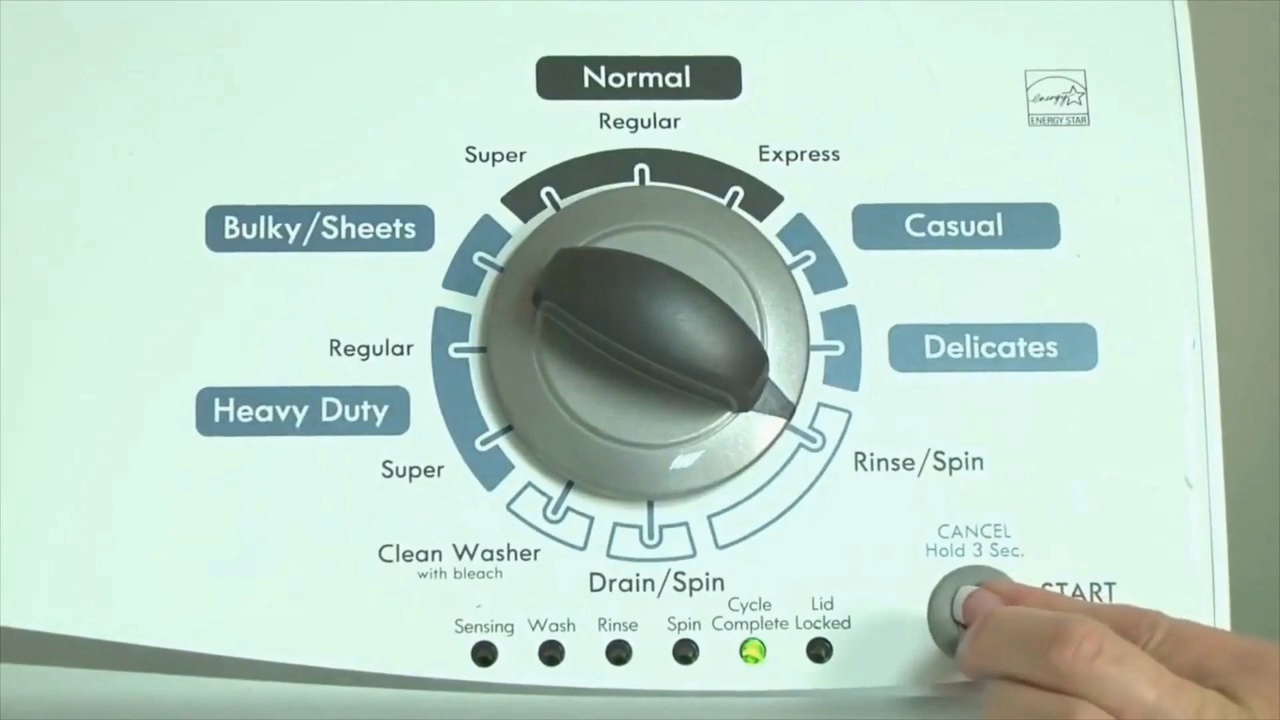 Normal
Regular
Super
Express
energy
ENERGY STAR
Bulky/Sheets
Casual
Regular
Delicates
Heavy Duty
Super
Rinse/Spin
Clean Washer
with bleach
Drain/Spin
CANCEL
Hold 3 Sec.
START
Sensing
Wash
Rinse
Spin
Cycle
Complete
Lid
Locked